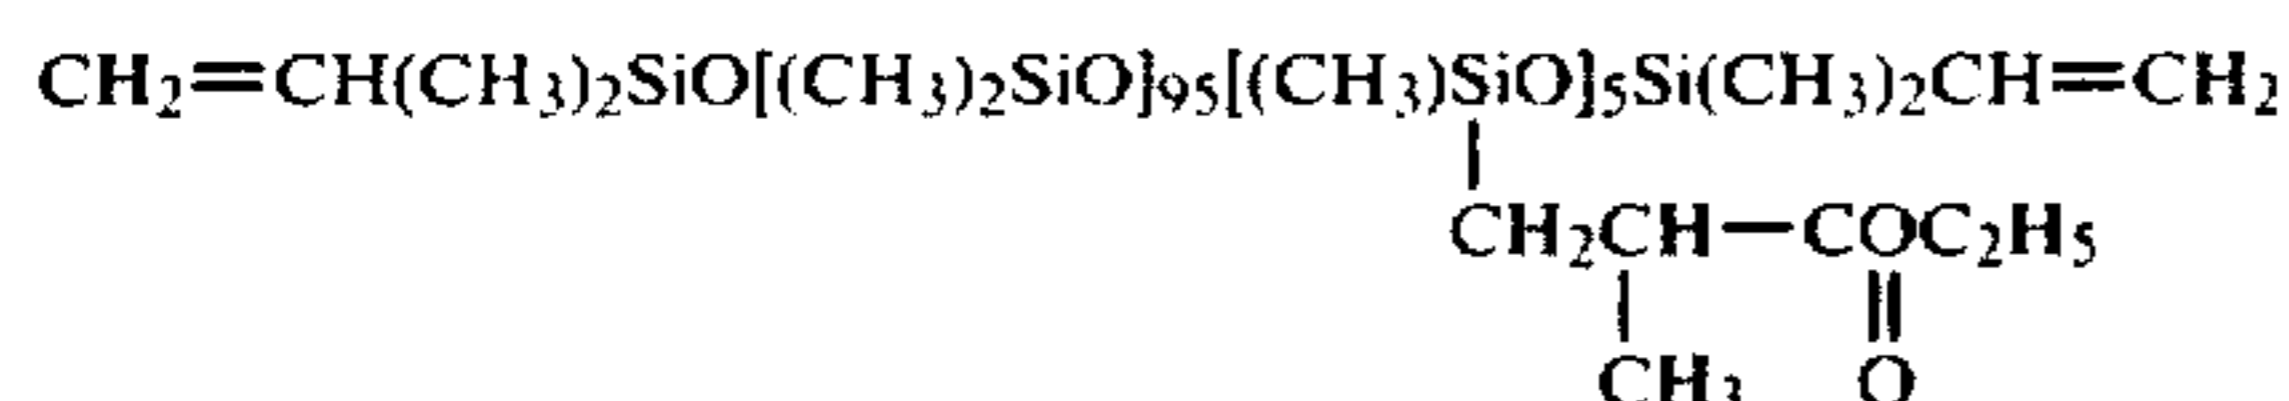 CH2=CH(CH3)2SiO[(CH3)2SiO]95[(CH3)SiO]5Si(CH3)2CH=CH2
CH2CH—COC2H5
CH3 O